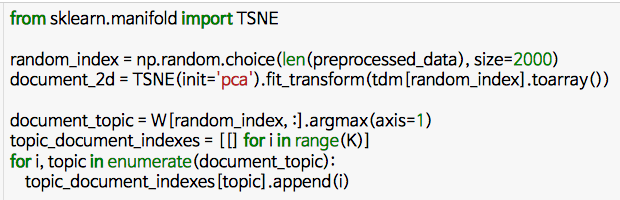 from sklearn.manifold import TSNE
random_index = np.random.choice(len(preprocessed_data), size=2000)
document_2d = TSNE(init='pca').fit_transform(tdm[random_index].toarray())
document_topic = W[random_index, :].argmax(axis=1)
topic_document_indexes = [[] for i in range(K)]
for i, topic in enumerate(document_topic):
    topic_document_indexes[topic].append(i)